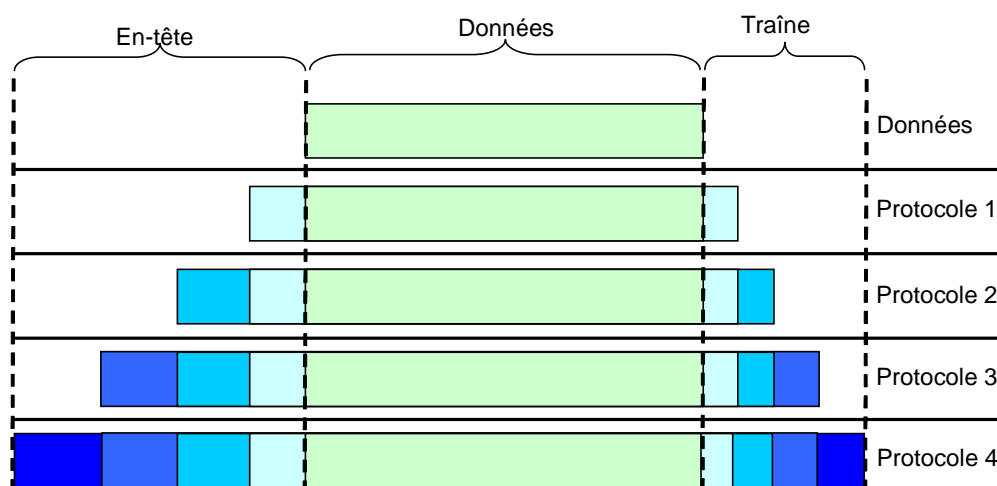 En-tête
Données
Traîne
Données
Protocole 1
Protocole 2
Protocole 3
Protocole 4